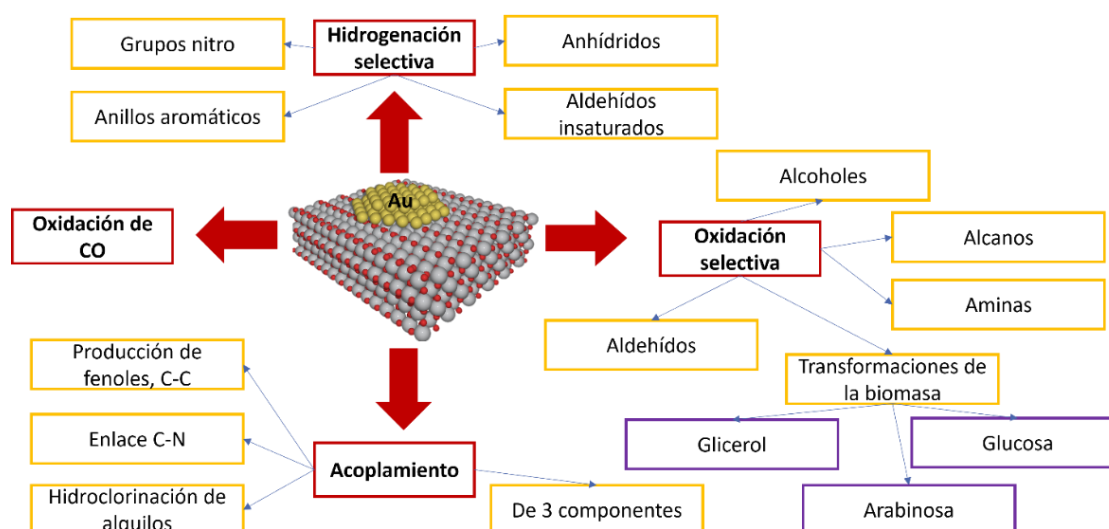 Grupos nitro
Hidrogenación
selectiva
Anhídridos
Anillos aromáticos
Aldehídos
insaturados
Au
Oxidación de
CO
Alcoholes
Oxidación
selectiva
Alcanos
Aminas
Aldehídos
Transformaciones de
la biomasa
Glicerol
Glucosa
Arabinosa
Producción de
fenoles, C-C
Enlace C-N
Acoplamiento
Hidroclorinación de
alquilos
De 3 componentes